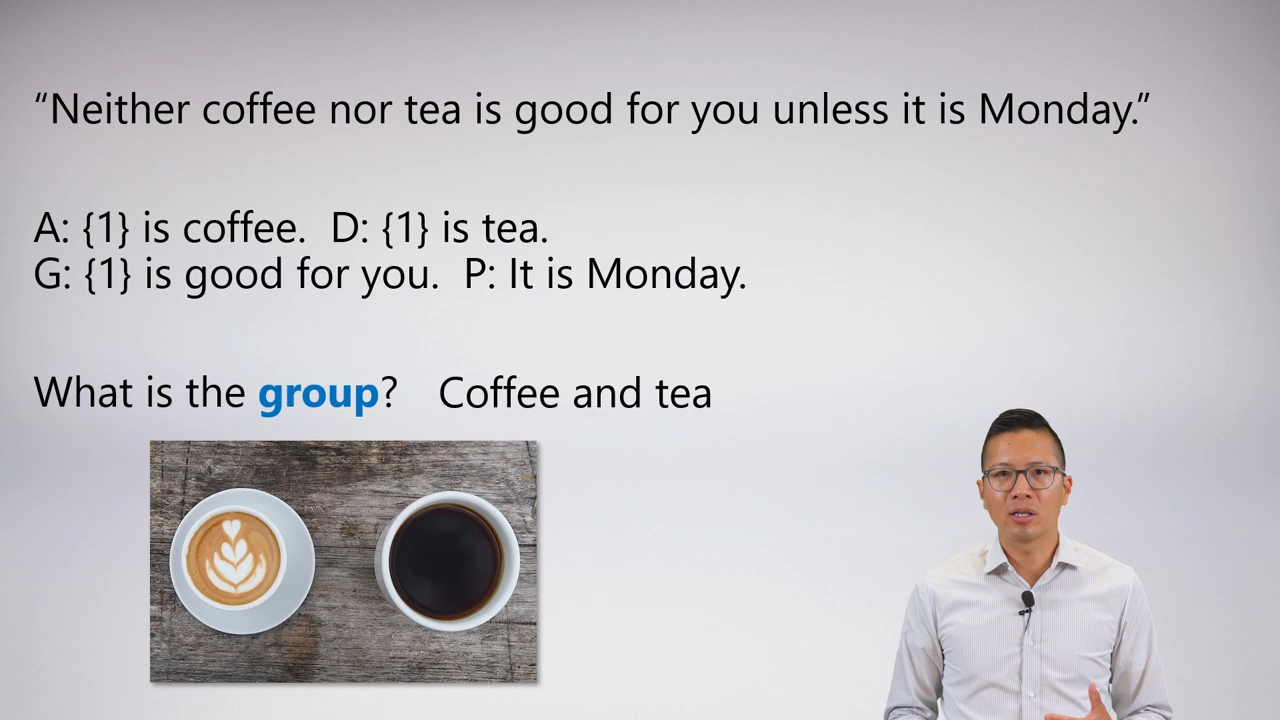 “Neither coffee nor tea is good for you unless it is Monday.”
A: {1} is coffee.  D: {1} is tea.
G: {1} is good for you.  P: It is Monday.
What is the group?   Coffee and tea